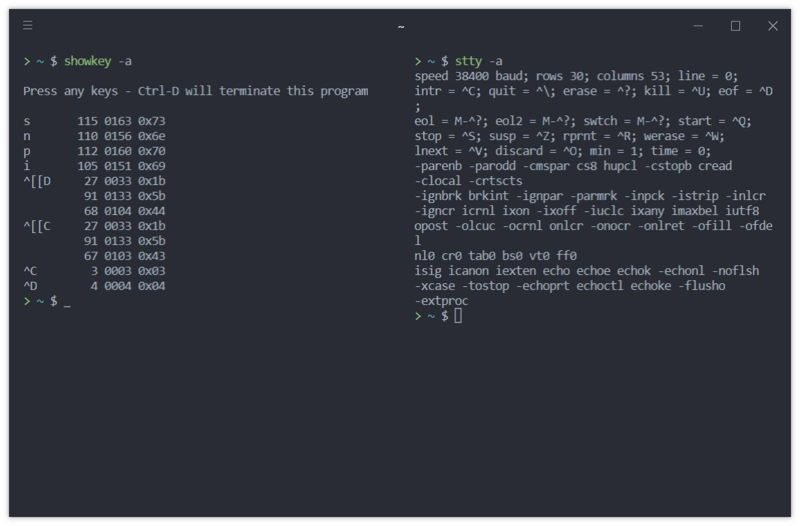 ~
> ~ $ showkey -a
Press any keys - Ctrl-D will terminate this program
s 115 0163 0x73
n 110 0156 0x6e
p 112 0160 0x70
i 105 0151 0x69
^[[D 27 0033 0x1b
91 0133 0x5b
68 0104 0x44
^[[C 27 0033 0x1b
91 0133 0x5b
67 0103 0x43
^C 3 0003 0x03
^D 4 0004 0x04
> ~ $ _
> ~ $ stty -a
speed 38400 baud; rows 30; columns 53; line = 0;
intr = ^C; quit = ^\; erase = ^?; kill = ^U; eof = ^D
;
eol = M-^?; eol2 = M-^?; swtch = M-^?; start = ^Q;
stop = ^S; susp = ^Z; rprnt = ^R; werase = ^W;
lnext = ^V; discard = ^O; min = 1; time = 0;
-parenb -parodd -cmspar cs8 hupcl -cstopb cread
-clocal -crtscts
-ignbrk brkint -ignpar -parmrk -inpck -istrip -inlcr
-igncr icrnl ixon -ixoff -iuclc ixany imaxbel iutf8
opost -olcuc -ocrnl onlcr -onocr -onlret -ofill -ofde
l
nl0 cr0 tab0 bs0 vt0 ff0
isig icanon iexten echo echoe echok -echonl -noflsh
-xcase -tostop -echoprt echoctl echoke -flusho
-extproc
> ~ $